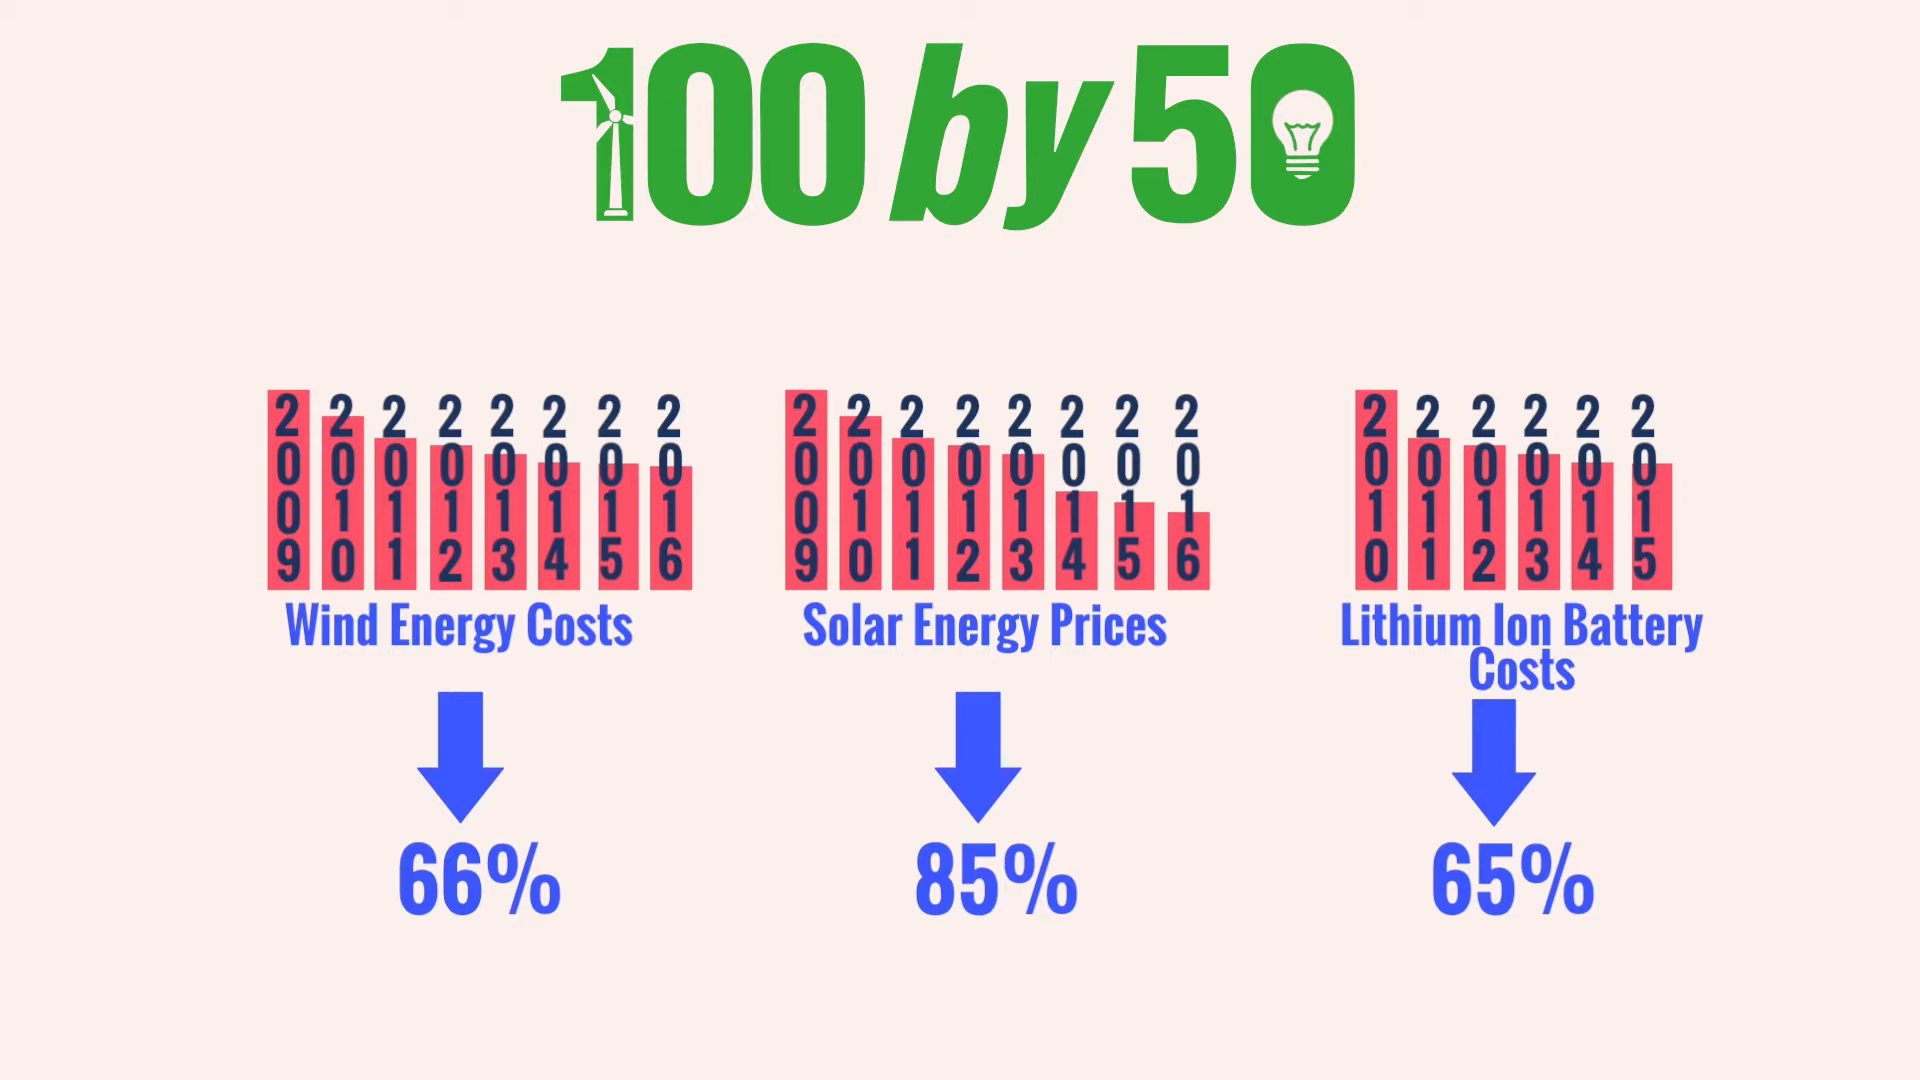 100 by 50
2009 2010 2011 2012 2013 2014 2015 2016
Wind Energy Costs
66%
2009 2010 2011 2012 2013 2014 2015 2016
Solar Energy Prices
85%
2010 2011 2012 2013 2014 2015
Lithium Ion Battery
Costs
65%